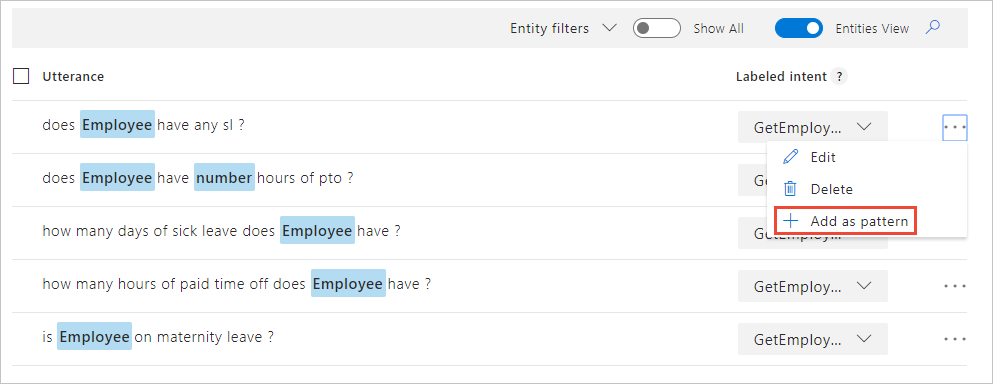 Entity filters Show All Entities View
Utterance Labeled intent ?
does Employee have any sl ? GetEmploy... ...
Edit
does Employee have number hours of pto ? Ge
Delete
Add as pattern
how many days of sick leave does Employee have ? GetEmploy...
how many hours of paid time off does Employee have ? GetEmploy... ...
is Employee on maternity leave ? GetEmploy... ...